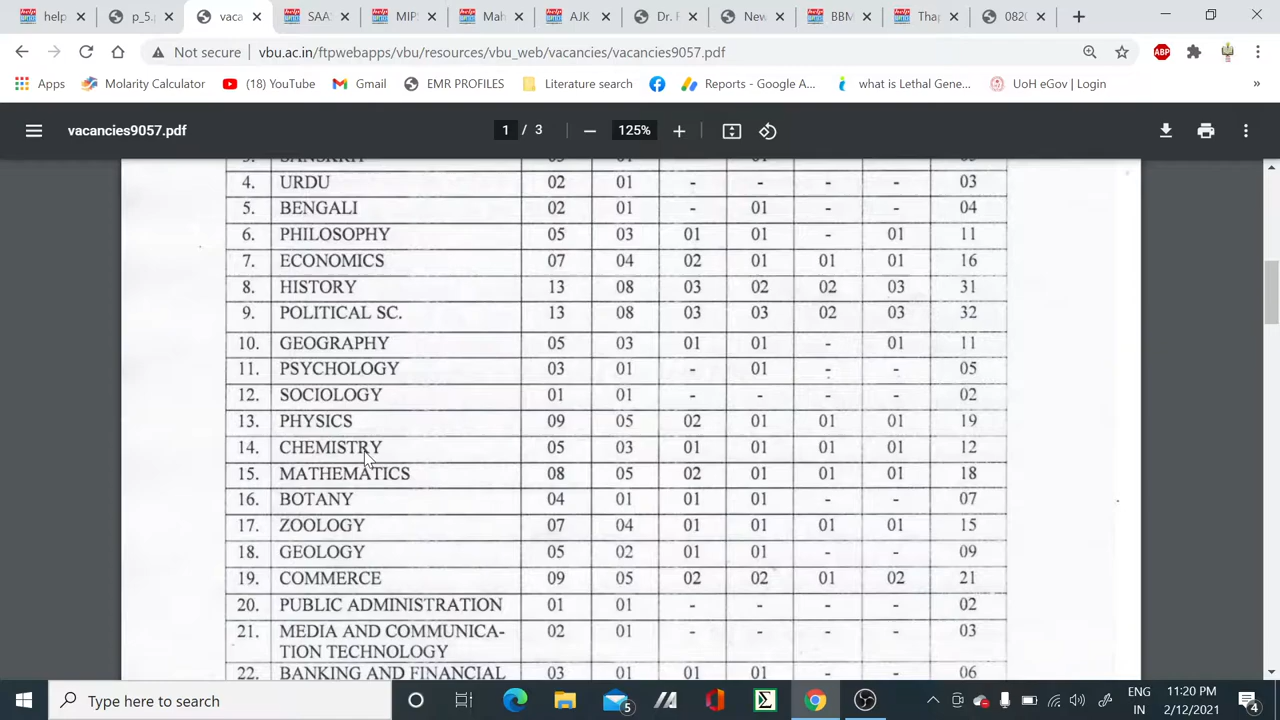 help
p_5.
vaca
SAA
MIP
Mah
AJK
Dr. F
New
BBM
Thap
082(
Not secure
vbu.ac.in/ftpwebapps/vbu/resources/vbu_web/vacancies/vacancies9057.pdf
ABP
Apps
Molarity Calculator
(18) YouTube
Gmail
EMR PROFILES
Literature search
Reports - Google A...
what is Lethal Gene...
UoH eGov | Login
»
vacancies9057.pdf
1 / 3
125%
4. URDU 02 01 - - - - 03
5. BENGALI 02 01 - 01 - - 04
6. PHILOSOPHY 05 03 01 01 - 01 11
7. ECONOMICS 07 04 02 01 01 01 16
8. HISTORY 13 08 03 02 02 03 31
9. POLITICAL SC. 13 08 03 03 02 03 32
10. GEOGRAPHY 05 03 01 01 - 01 11
11. PSYCHOLOGY 03 01 - 01 - - 05
12. SOCIOLOGY 01 01 - - - - 02
13. PHYSICS 09 05 02 01 01 01 19
14. CHEMISTRY 05 03 01 01 01 01 12
15. MATHEMATICS 08 05 02 01 01 01 18
16. BOTANY 04 01 01 01 - - 07
17. ZOOLOGY 07 04 01 01 01 01 15
18. GEOLOGY 05 02 01 01 - - 09
19. COMMERCE 09 05 02 02 01 02 21
20. PUBLIC ADMINISTRATION 01 01 - - - - 02
21. MEDIA AND COMMUNICA- 02 01 - - - - 03
TION TECHNOLOGY
22. BANKING AND FINANCIAL 03 01 01 01 - - 06
Type here to search
5
ENG
IN
11:20 PM
2/12/2021
4